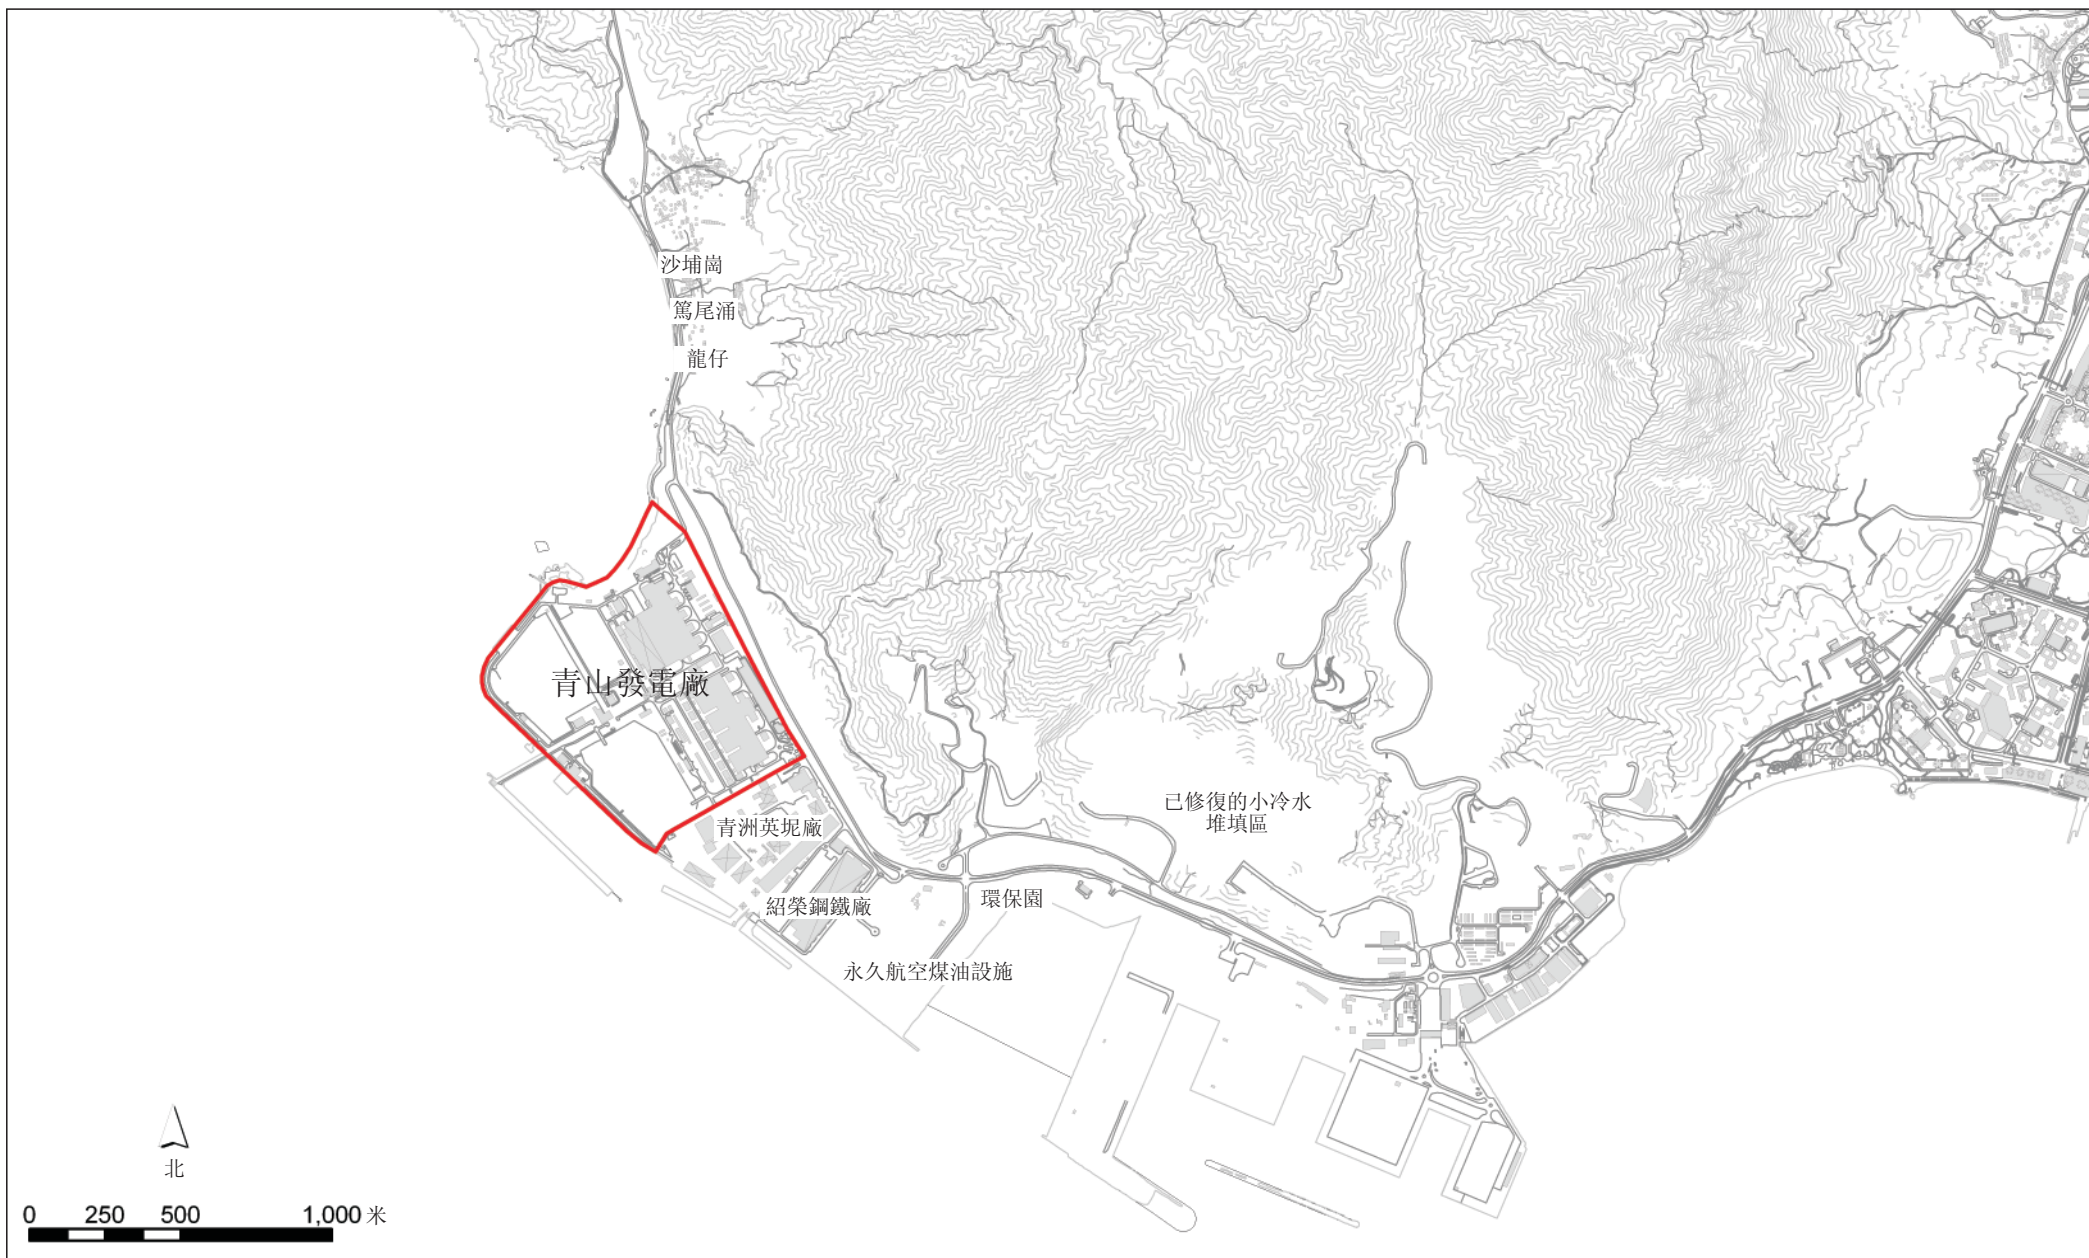 沙埔崗
篤尾涌
龍仔
青山發電廠
已修復的小冷水
堆填區
青洲英坭廠
環保園
紹榮鋼鐵廠
永久航空煤油設施
北
0 250 500 1,000 米